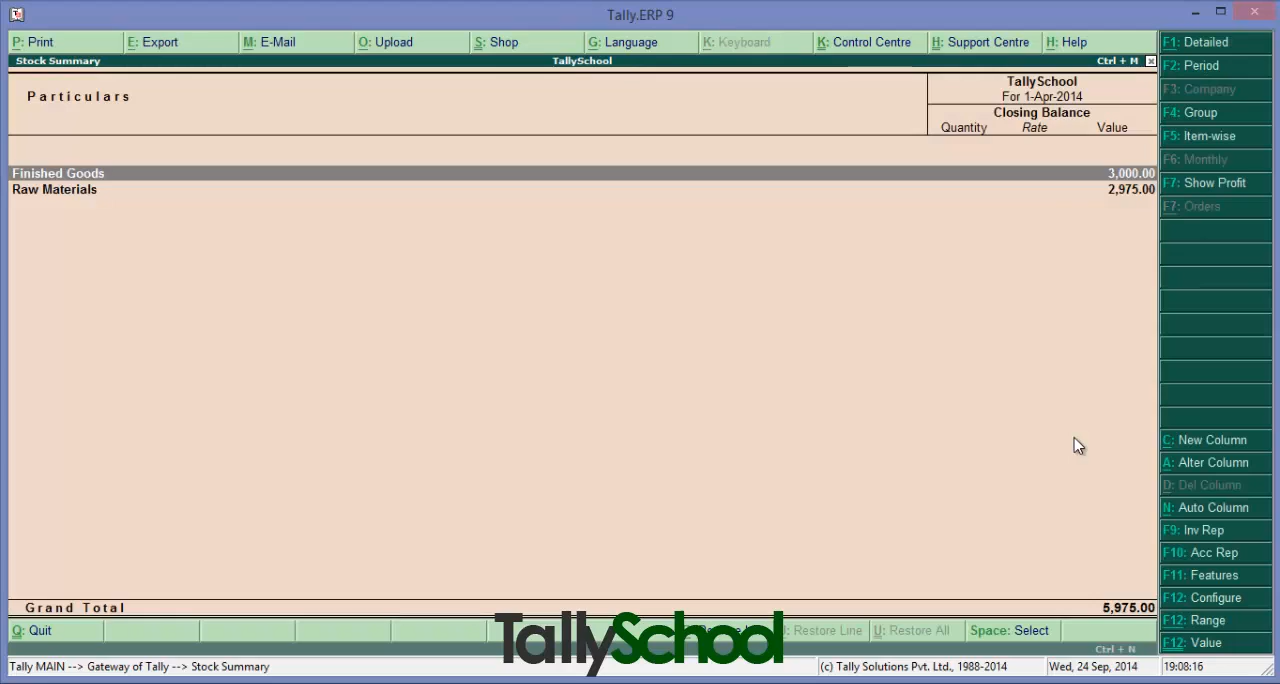 Tally.ERP 9
P: Print E: Export M: E-Mail O: Upload S: Shop G: Language K: Keyboard K: Control Centre H: Support Centre H: Help
Stock Summary TallySchool Ctrl + M
Particulars
TallySchool
For 1-Apr-2014
Closing Balance
Quantity Rate Value
Finished Goods 3,000.00
Raw Materials 2,975.00
Grand Total 5,975.00
F1: Detailed
F2: Period
F3: Company
F4: Group
F5: Item-wise
F6: Monthly
F7: Show Profit
F7: Orders
C: New Column
A: Alter Column
D: Del Column
N: Auto Column
F9: Inv Rep
F10: Acc Rep
F11: Features
F12: Configure
F12: Range
F12: Value
Q: Quit Restore Line U: Restore All Space: Select
TallySchool
Ctrl + N
Tally MAIN --> Gateway of Tally --> Stock Summary (c) Tally Solutions Pvt. Ltd., 1988-2014 Wed, 24 Sep, 2014 19:08:16